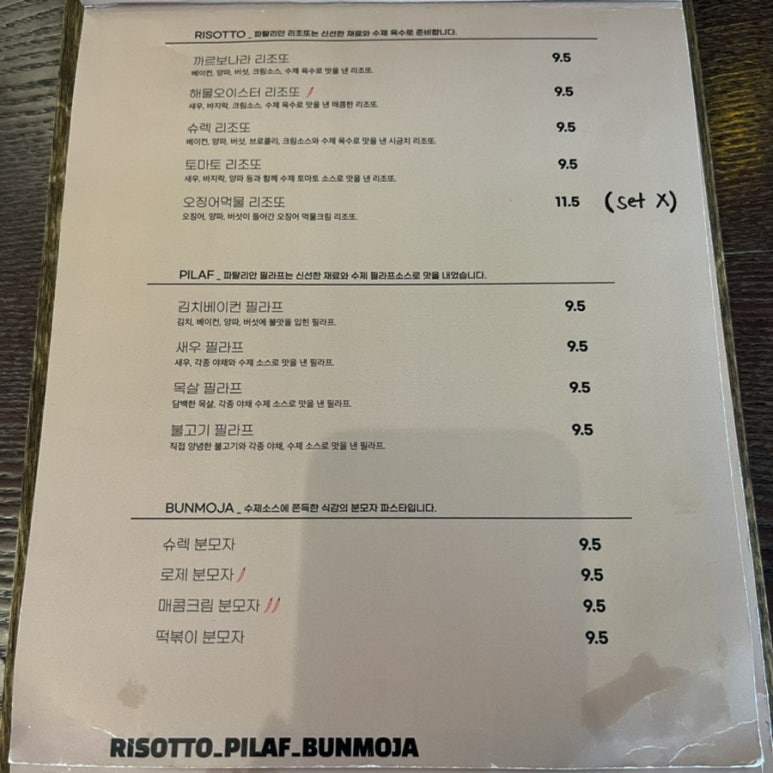 RISOTTO_ 파탈리안 리조또는 신선한 재료와 수제 육수로 준비합니다.
까르보나라 리조또 9.5
베이컨, 양파, 버섯, 크림소스, 수제 육수로 맛을 낸 리조또.
해물오이스터 리조또 9.5
새우, 바지락, 크림소스, 수제 육수로 맛을 낸 매콤한 리조또.
슈렉 리조또 9.5
베이컨, 양파, 버섯, 브로콜리, 크림소스와 수제 육수로 맛을 낸 시금치 리조또.
토마토 리조또 9.5
새우, 바지락, 양파 등과 함께 수제 토마토 소스로 맛을 낸 리조또.
오징어먹물 리조또 11.5 (set X)
오징어, 양파, 버섯이 들어간 오징어 먹물크림 리조또.
PILAF_ 파탈리안 필라프는 신선한 재료와 수제 필라프소스로 맛을 내었습니다.
김치베이컨 필라프 9.5
김치, 베이컨, 양파, 버섯에 불맛을 입힌 필라프.
새우 필라프 9.5
새우, 각종 야채와 수제 소스로 맛을 낸 필라프.
목살 필라프 9.5
담백한 목살, 각종 야채 수제 소스로 맛을 낸 필라프.
불고기 필라프 9.5
직접 양념한 불고기와 각종 야채, 수제 소스로 맛을 낸 필라프.
BUNMOJA_ 수제소스에 쫀득한 식감의 분모자 파스타입니다.
슈렉 분모자 9.5
로제 분모자 9.5
매콤크림 분모자 9.5
떡볶이 분모자 9.5
RISOTTO_PILAF_BUNMOJA